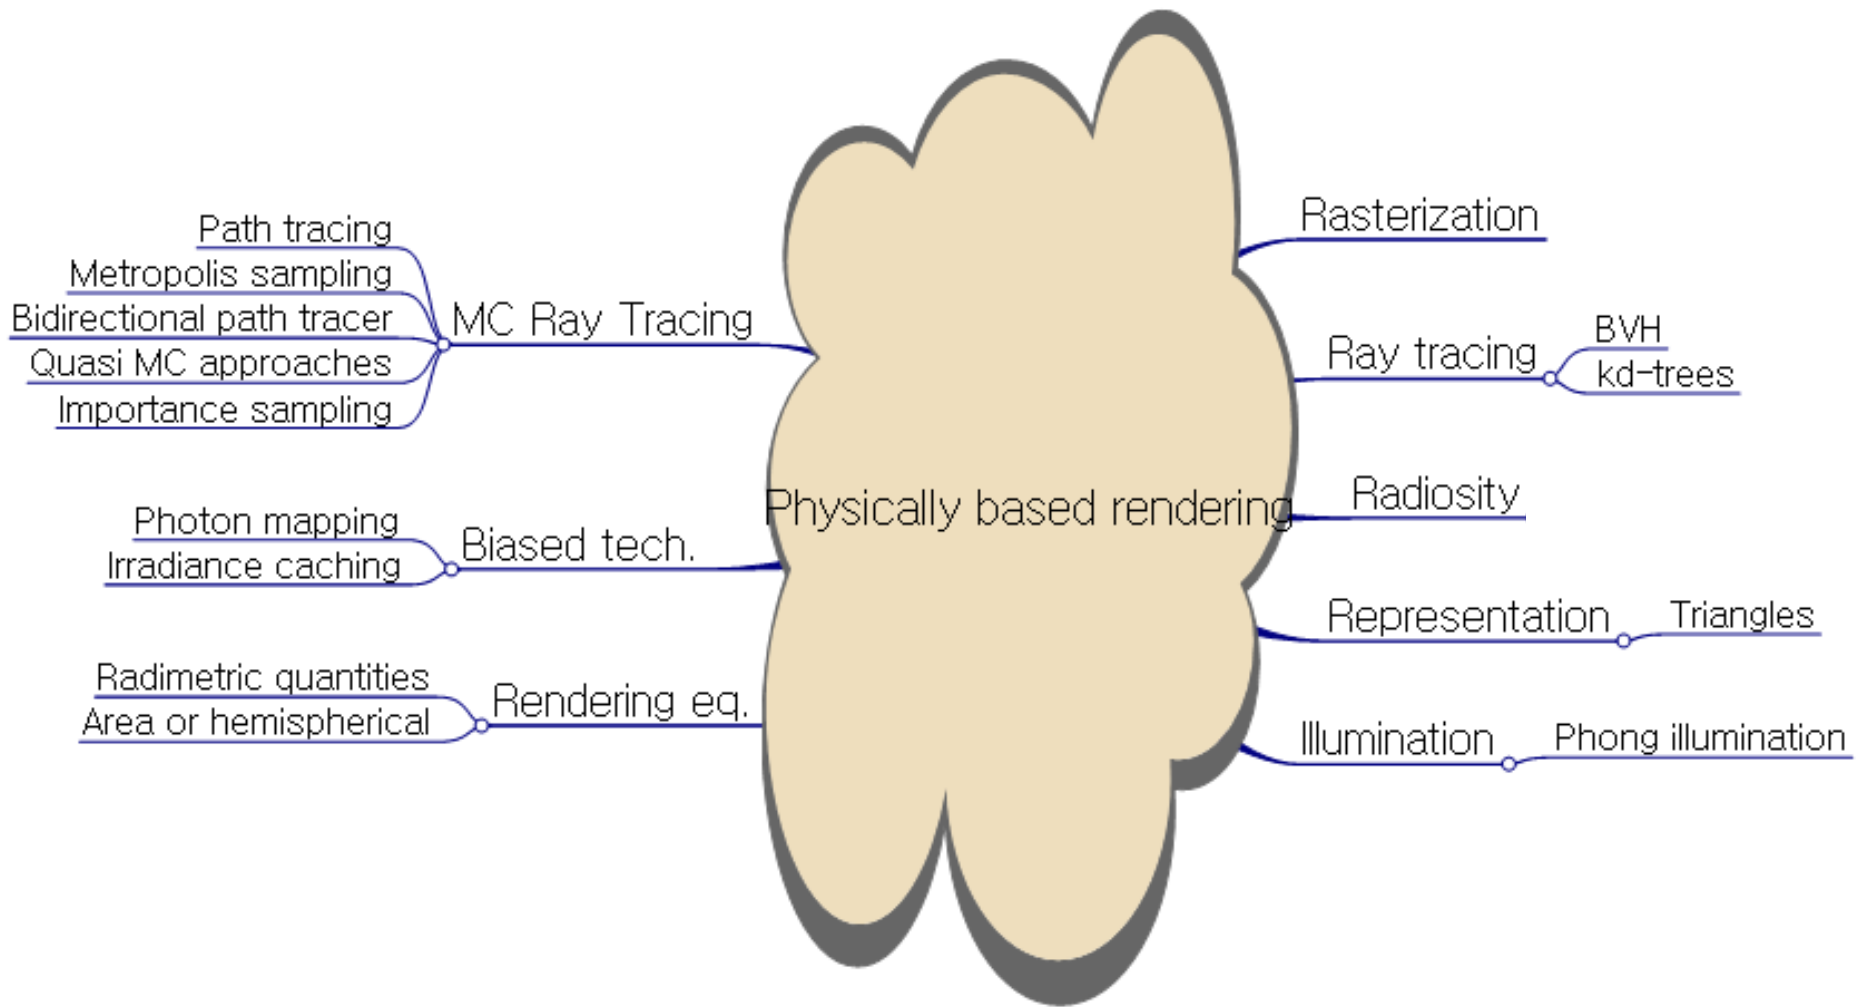 Physically based rendering
MC Ray Tracing
Path tracing
Metropolis sampling
Bidirectional path tracer
Quasi MC approaches
Importance sampling
Biased tech.
Photon mapping
Irradiance caching
Rendering eq.
Radimetric quantities
Area or hemispherical
Rasterization
Ray tracing
BVH
kd-trees
Radiosity
Representation
Triangles
Illumination
Phong illumination